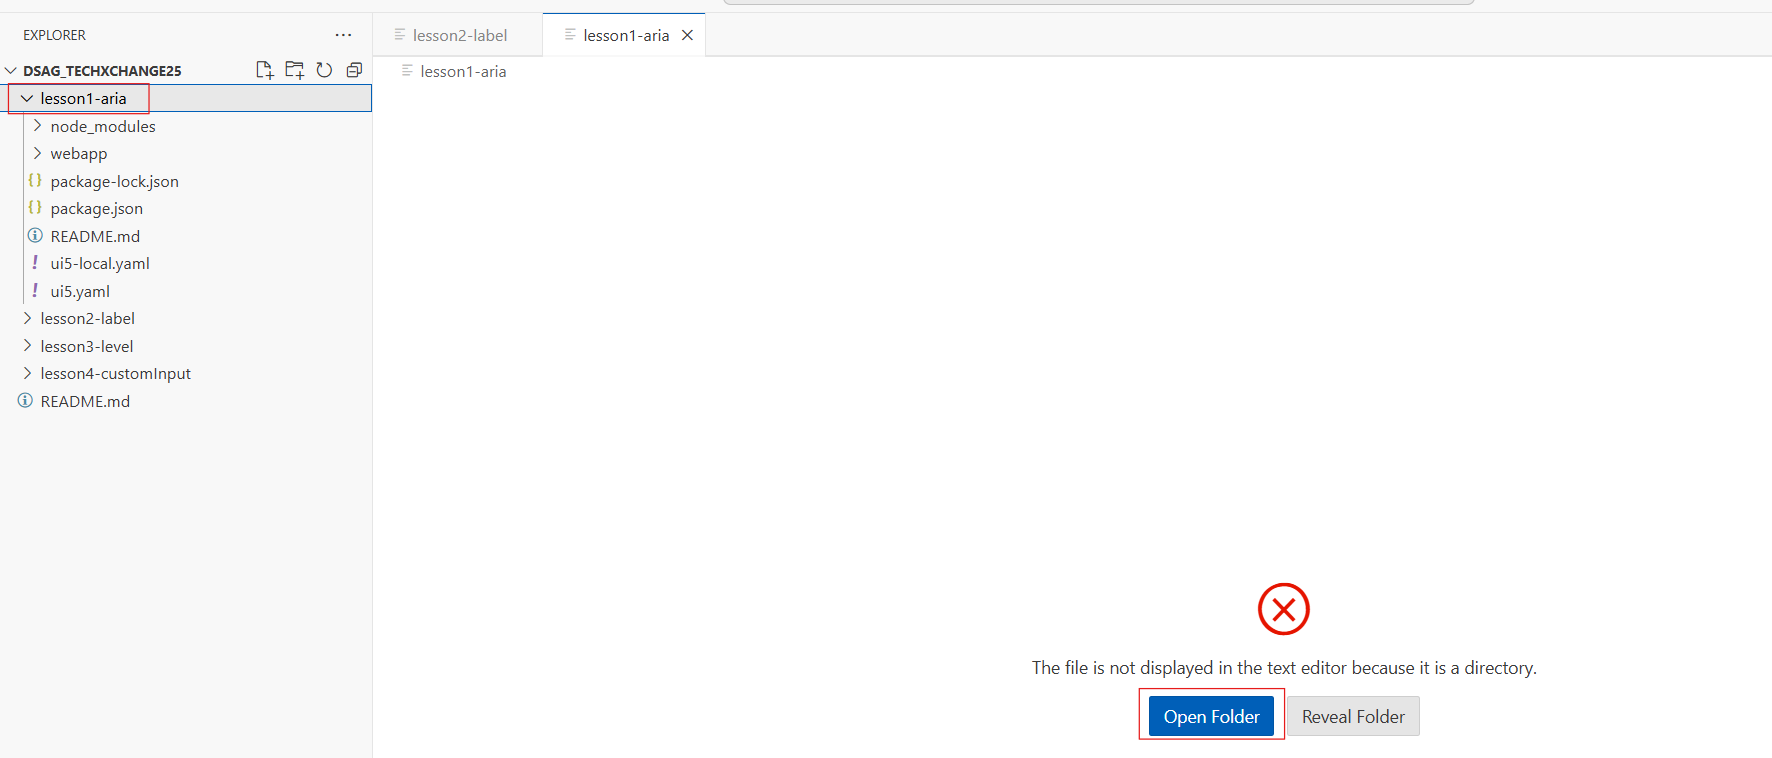 EXPLORER
DSAG_TECHXCHANGE25
lesson1-aria
node_modules
webapp
{} package-lock.json
{} package.json
README.md
! ui5-local.yaml
! ui5.yaml
lesson2-label
lesson3-level
lesson4-customInput
README.md
lesson2-label
lesson1-aria
lesson1-aria
The file is not displayed in the text editor because it is a directory.
Open Folder
Reveal Folder